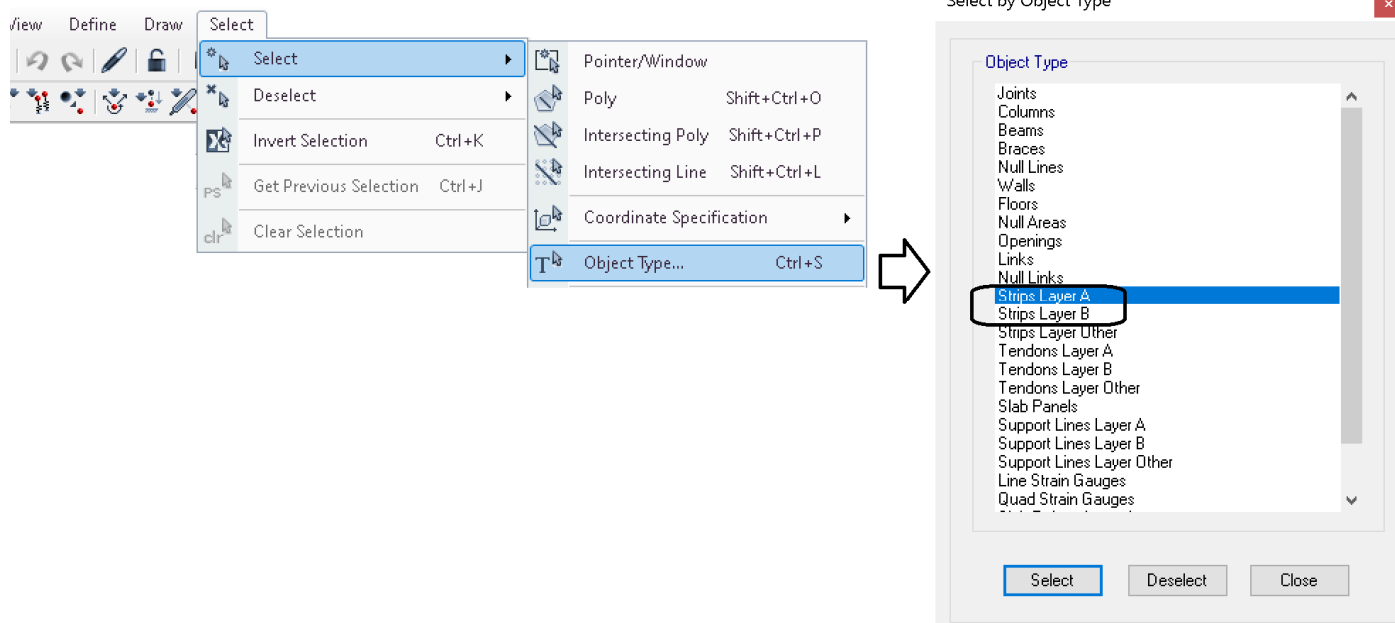 View Define Draw Select
Select
Deselect
Invert Selection Ctrl+K
PS Get Previous Selection Ctrl+J
clr Clear Selection
Pointer/Window
Poly Shift+Ctrl+O
Intersecting Poly Shift+Ctrl+P
Intersecting Line Shift+Ctrl+L
Coordinate Specification
T Object Type... Ctrl+S
Select by Object Type
Object Type
Joints
Columns
Beams
Braces
Null Lines
Walls
Floors
Null Areas
Openings
Links
Null Links
Strips Layer A
Strips Layer B
Strips Layer Other
Tendons Layer A
Tendons Layer B
Tendons Layer Other
Slab Panels
Support Lines Layer A
Support Lines Layer B
Support Lines Layer Other
Line Strain Gauges
Quad Strain Gauges
Select Deselect Close